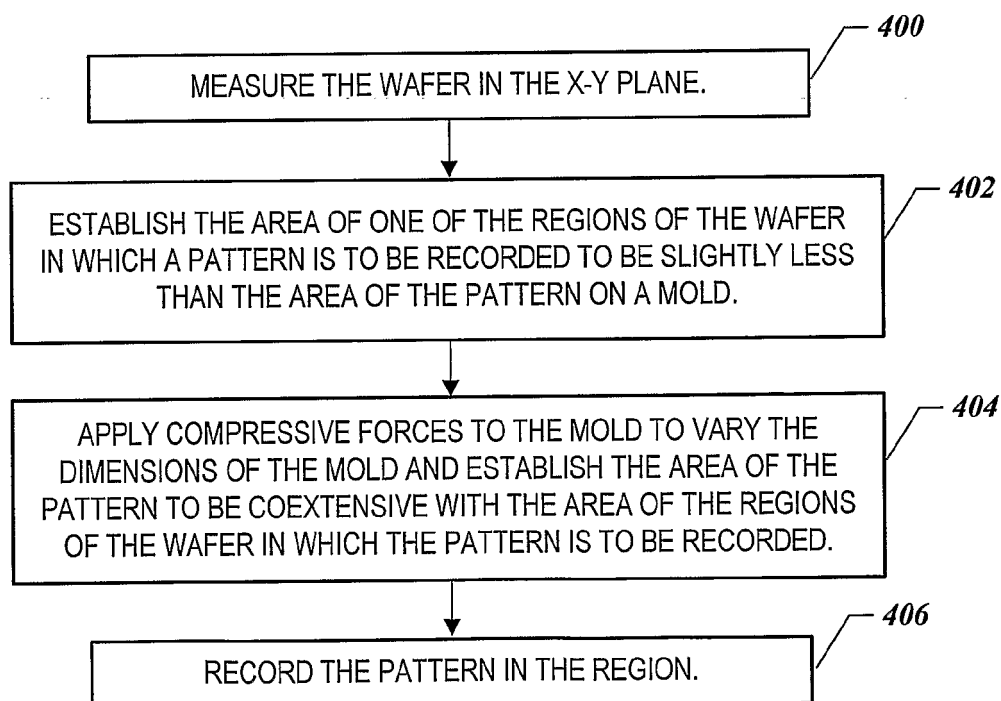 400
MEASURE THE WAFER IN THE X-Y PLANE.
402
ESTABLISH THE AREA OF ONE OF THE REGIONS OF THE WAFER
IN WHICH A PATTERN IS TO BE RECORDED TO BE SLIGHTLY LESS
THAN THE AREA OF THE PATTERN ON A MOLD.
404
APPLY COMPRESSIVE FORCES TO THE MOLD TO VARY THE
DIMENSIONS OF THE MOLD AND ESTABLISH THE AREA OF THE
PATTERN TO BE COEXTENSIVE WITH THE AREA OF THE REGIONS
OF THE WAFER IN WHICH THE PATTERN IS TO BE RECORDED.
406
RECORD THE PATTERN IN THE REGION.